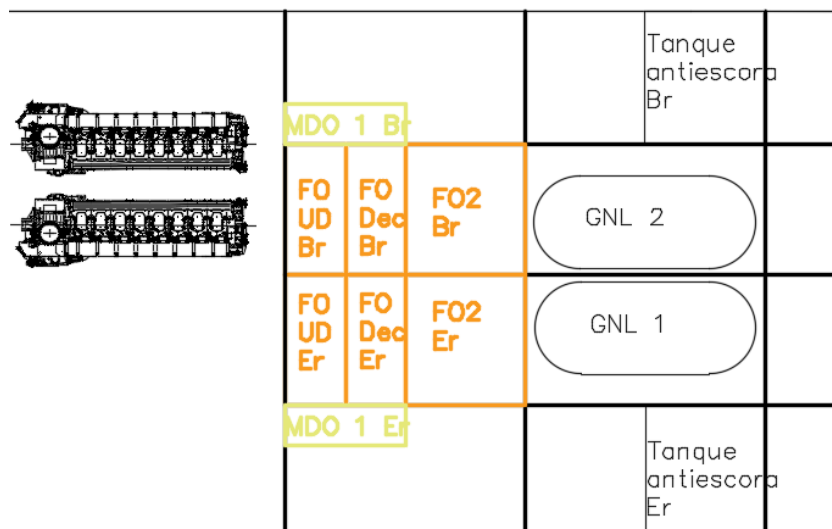 Tanque
antiescora
Br
MDO 1 Br
FO
UD
Br
FO
Dec
Br
FO2
Br
GNL 2
FO
UD
Er
FO
Dec
Er
FO2
Er
GNL 1
MDO 1 Er
Tanque
antiescora
Er